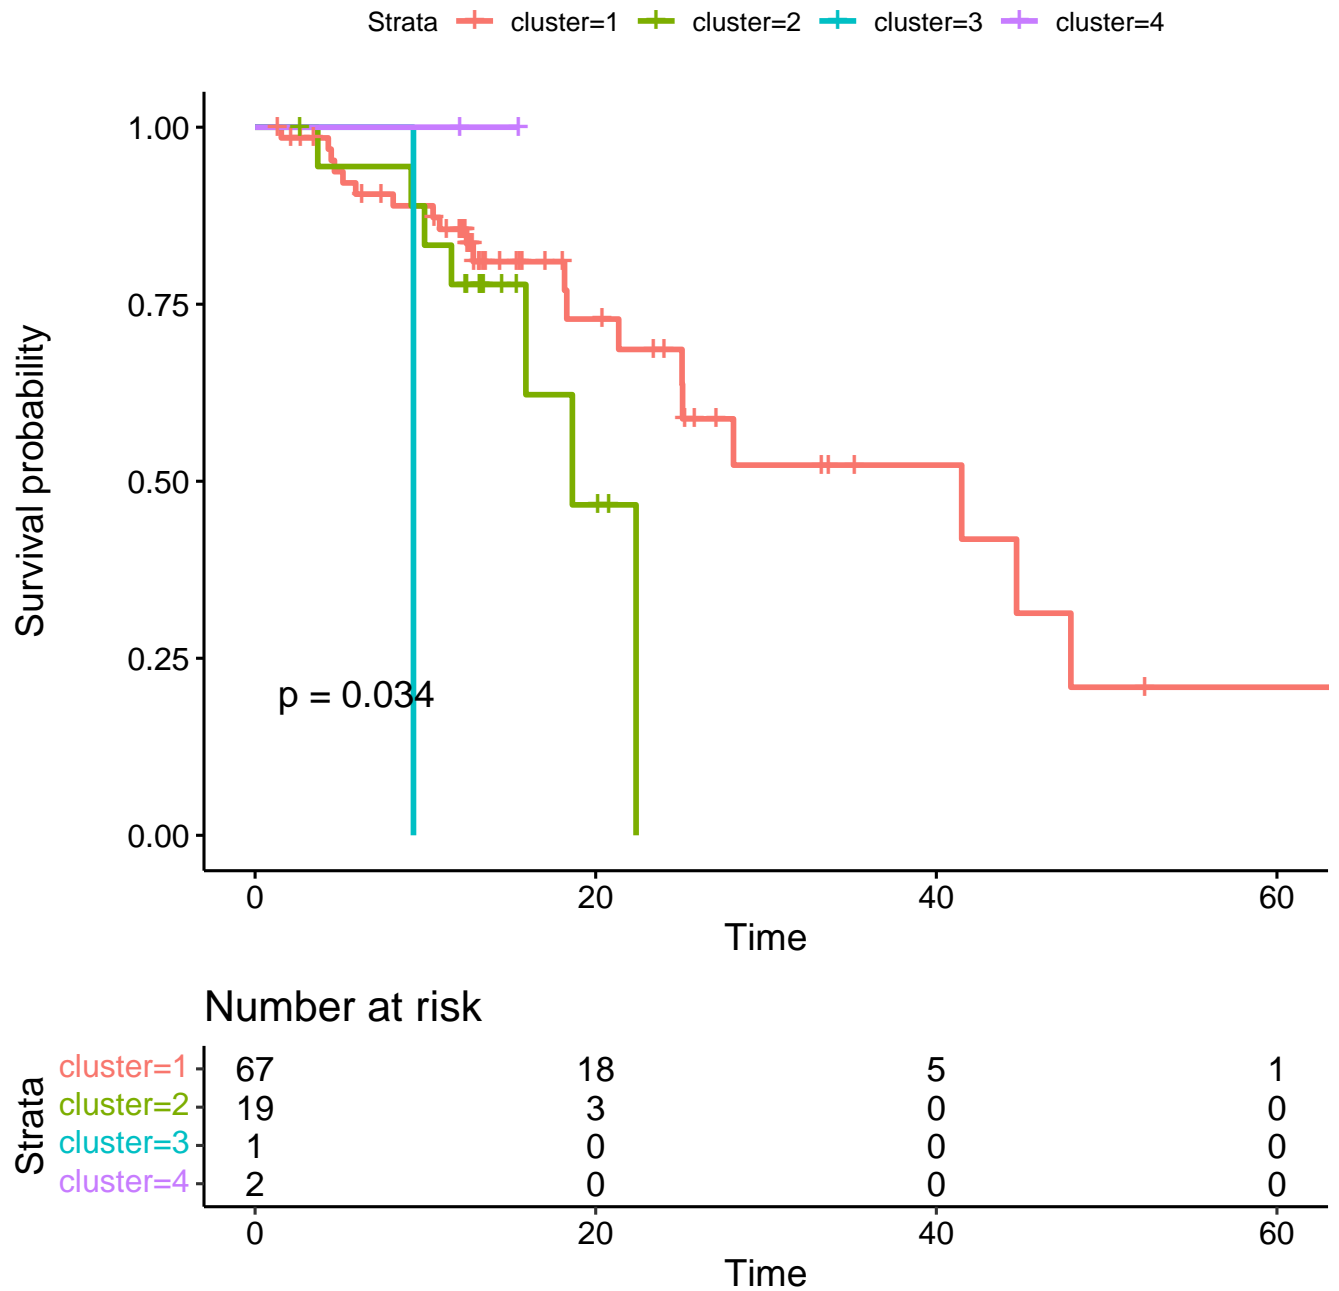 Strata cluster=1 cluster=2 cluster=3 cluster=4
Survival probability
1.00
0.75
0.50
0.25
0.00
p = 0.034
0 20 40 60
Time
Number at risk
Strata
cluster=1 67 18 5 1
cluster=2 19 3 0 0
cluster=3 1 0 0 0
cluster=4 2 0 0 0
0 20 40 60
Time